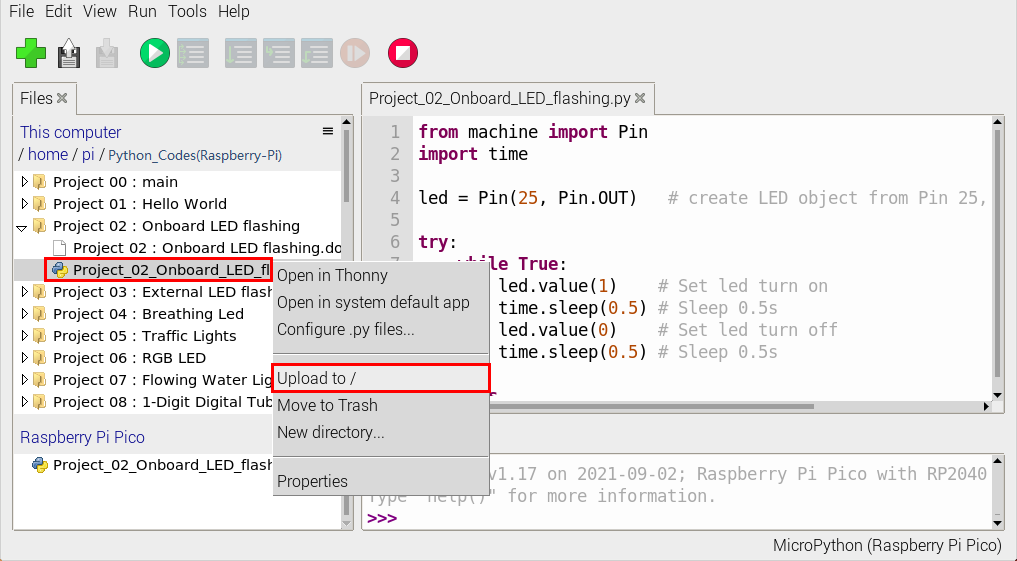 File Edit View Run Tools Help
Files
This computer
/ home / pi / Python_Codes(Raspberry-Pi)
Project 00 : main
Project 01 : Hello World
Project 02 : Onboard LED flashing
Project 02 : Onboard LED flashing.do
Project_02_Onboard_LED_fl
Project 03 : External LED flash
Project 04 : Breathing Led
Project 05 : Traffic Lights
Project 06 : RGB LED
Project 07 : Flowing Water Lig
Project 08 : 1-Digit Digital Tub
Raspberry Pi Pico
Project_02_Onboard_LED_flash
Open in Thonny
Open in system default app
Configure .py files...
Upload to /
Move to Trash
New directory...
Properties
Project_02_Onboard_LED_flashing.py
1 from machine import Pin
2 import time
3
4 led = Pin(25, Pin.OUT) # create LED object from Pin 25,
5
6 try:
7 while True:
led.value(1) # Set led turn on
time.sleep(0.5) # Sleep 0.5s
led.value(0) # Set led turn off
time.sleep(0.5) # Sleep 0.5s
v1.17 on 2021-09-02; Raspberry Pi Pico with RP2040
Type "help()" for more information.
>>>
MicroPython (Raspberry Pi Pico)